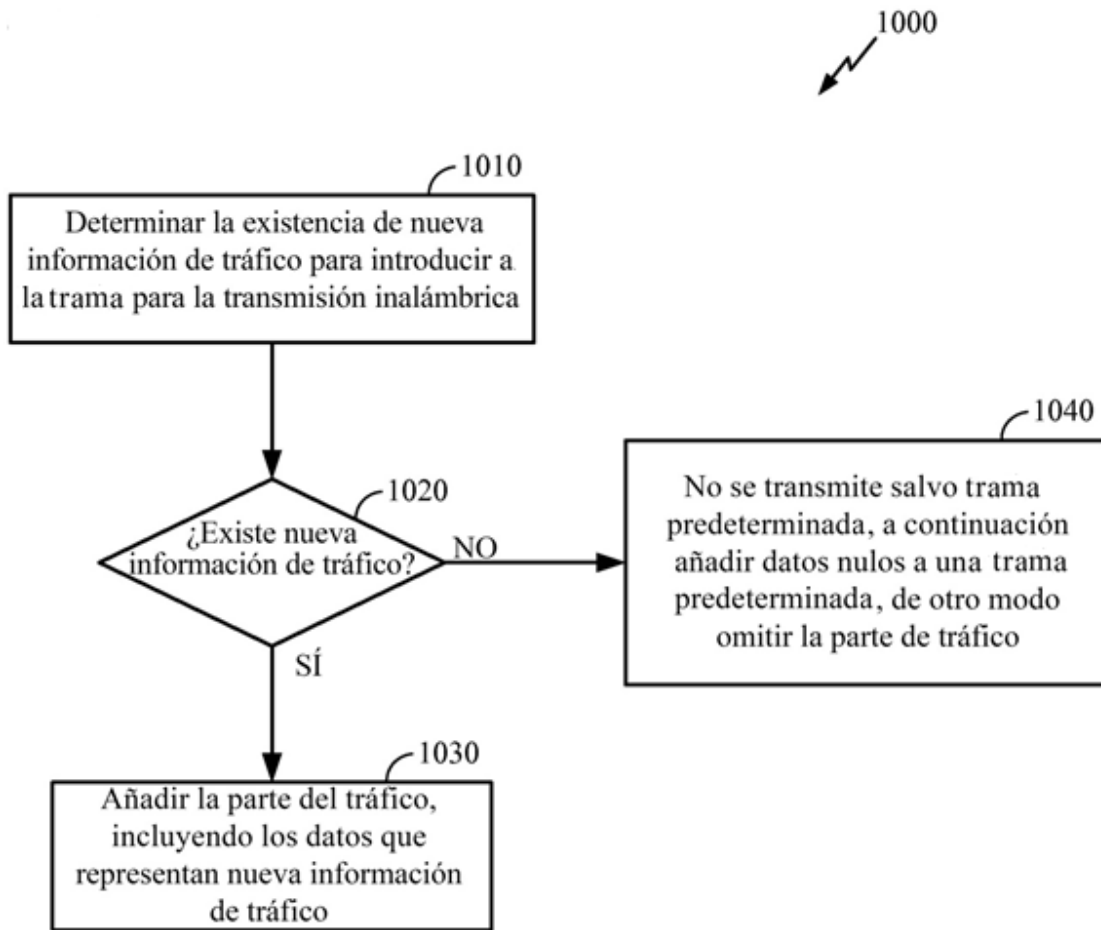 1000
1010
Determinar la existencia de nueva
información de tráfico para introducir a
la trama para la transmisión inalámbrica
1040
No se transmite salvo trama
predeterminada, a continuación
añadir datos nulos a una trama
predeterminada, de otro modo
omitir la parte de tráfico
1020
¿Existe nueva
información de tráfico?
NO
SÍ
1030
Añadir la parte del tráfico,
incluyendo los datos que
representan nueva información
de tráfico